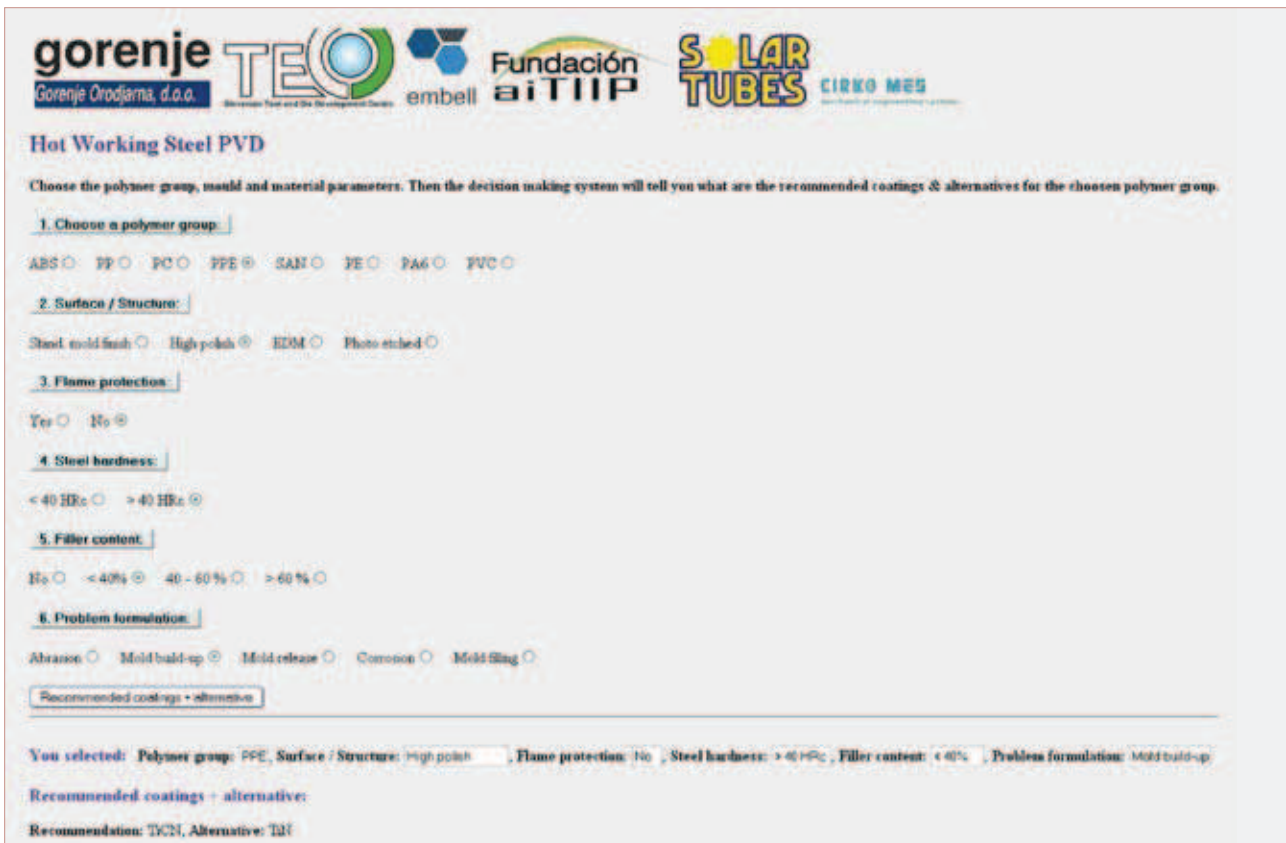 gorenje
Gorenje Orodjarna, d.o.o.
TECO
embell
Fundación
aiTIIP
SOLAR
TUBES
CIRKO MES
Hot Working Steel PVD
Choose the polymer group, mould and material parameters. Then the decision making system will tell you what are the recommended coatings & alternatives for the choosen polymer group.
1. Choose a polymer group:
ABS PP PC PPE SAN PE PA6 PVC
2. Surface / Structure:
Stand. mold finish High polish EDM Photo etched
3. Flame protection:
Yes No
4. Steel hardness:
< 40 HRc > 40 HRc
5. Filler content:
No < 40% 40 - 60 % > 60 %
6. Problem formulation:
Abrasion Mold build-up Mold release Corrosion Mold filling
Recommended coatings + alternative
You selected: Polymer group: PPE, Surface / Structure: High polish , Flame protection: No , Steel hardness: > 40 HRc , Filler content: < 40% , Problem formulation: Mold build-up
Recommended coatings + alternative:
Recommendation: TiCN, Alternative: TiN